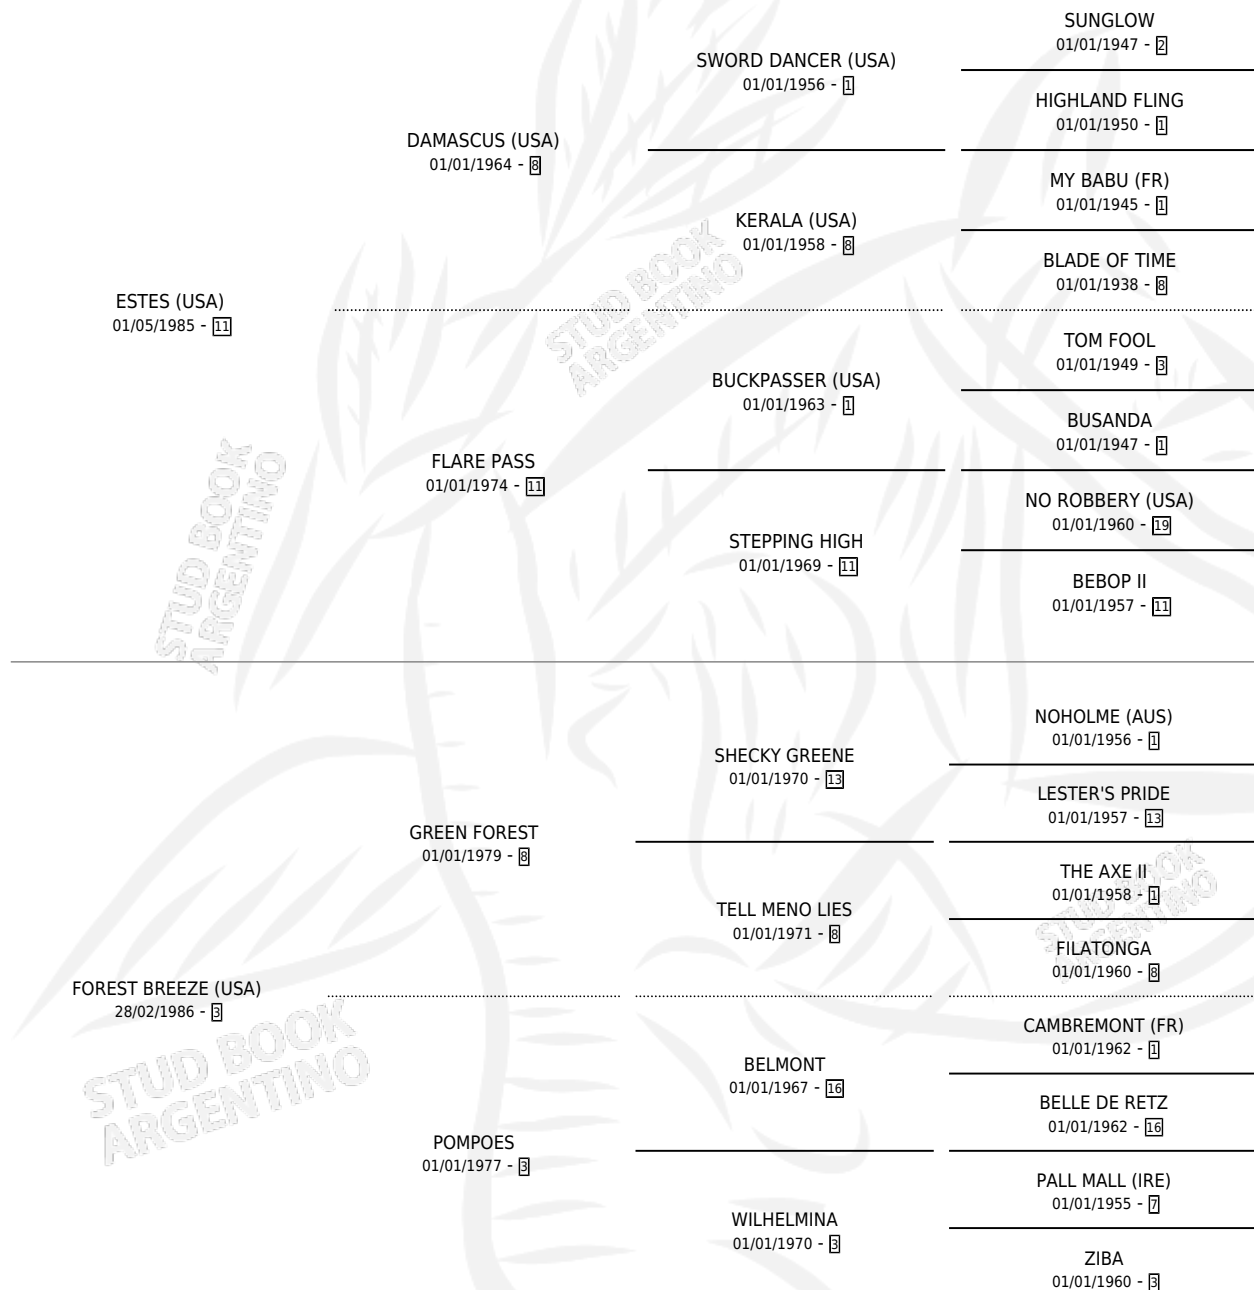 SUNGLOW
01/01/1947 - 2
SWORD DANCER (USA)
01/01/1956 - 1
HIGHLAND FLING
01/01/1950 - 1
DAMASCUS (USA)
01/01/1964 - 8
MY BABU (FR)
01/01/1945 - 1
KERALA (USA)
01/01/1958 - 8
BLADE OF TIME
01/01/1938 - 8
ESTES (USA)
01/05/1985 - 11
TOM FOOL
01/01/1949 - 3
BUCKPASSER (USA)
01/01/1963 - 1
BUSANDA
01/01/1947 - 1
FLARE PASS
01/01/1974 - 11
NO ROBBERY (USA)
01/01/1960 - 19
STEPPING HIGH
01/01/1969 - 11
BEBOP II
01/01/1957 - 11
NOHOLME (AUS)
01/01/1956 - 1
SHECKY GREENE
01/01/1970 - 13
LESTER'S PRIDE
01/01/1957 - 13
GREEN FOREST
01/01/1979 - 8
THE AXE II
01/01/1958 - 1
TELL MENO LIES
01/01/1971 - 8
FILATONGA
01/01/1960 - 8
FOREST BREEZE (USA)
28/02/1986 - 3
CAMBREMONT (FR)
01/01/1962 - 1
BELMONT
01/01/1967 - 16
BELLE DE RETZ
01/01/1962 - 16
POMPOES
01/01/1977 - 3
PALL MALL (IRE)
01/01/1955 - 7
WILHELMINA
01/01/1970 - 3
ZIBA
01/01/1960 - 3
STUD BOOK
ARGENTINO
STUD BOOK
ARGENTINO
STUD BOOK
ARGENTINO
STUD BOOK
ARGENTINO